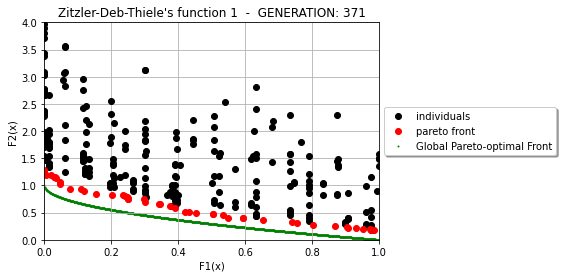 Zitzler-Deb-Thiele's function 1 - GENERATION: 371
4.0
3.5
3.0
2.5
2.0
1.5
1.0
0.5
0.0
F2(x)
0.0 0.2 0.4 0.6 0.8 1.0
F1(x)
individuals
pareto front
Global Pareto-optimal Front